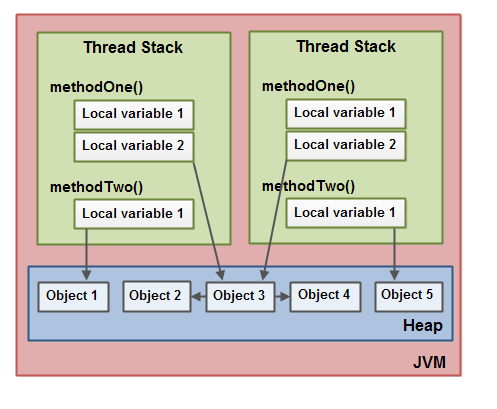 Thread Stack
methodOne()
Local variable 1
Local variable 2
methodTwo()
Local variable 1
Thread Stack
methodOne()
Local variable 1
Local variable 2
methodTwo()
Local variable 1
Object 1
Object 2
Object 3
Object 4
Object 5
Heap
JVM